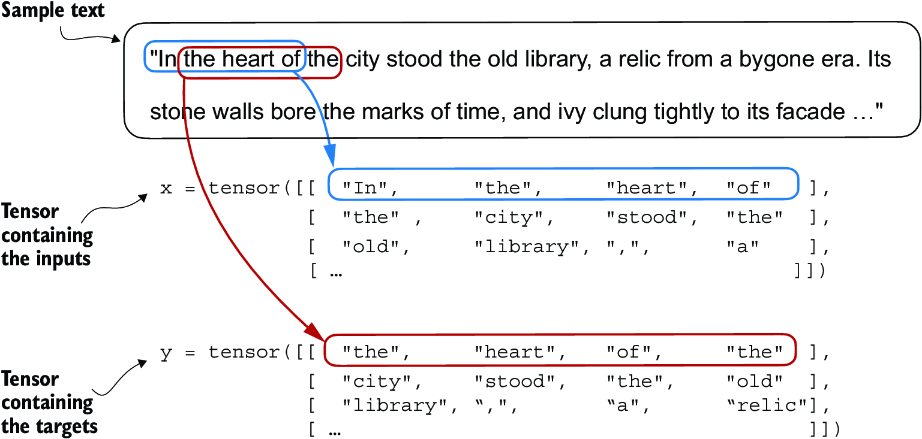 Sample text
"In the heart of the city stood the old library, a relic from a bygone era. Its
stone walls bore the marks of time, and ivy clung tightly to its facade …"
x = tensor([[ "In", "the", "heart", "of" ],
[ "the" , "city", "stood", "the" ],
[ "old", "library", ",", "a" ],
[ … ]])
Tensor
containing
the inputs
y = tensor([[ "the", "heart", "of", "the" ],
[ "city", "stood", "the", "old" ],
[ "library", “,", “a", “relic"],
[ … ]])
Tensor
containing
the targets